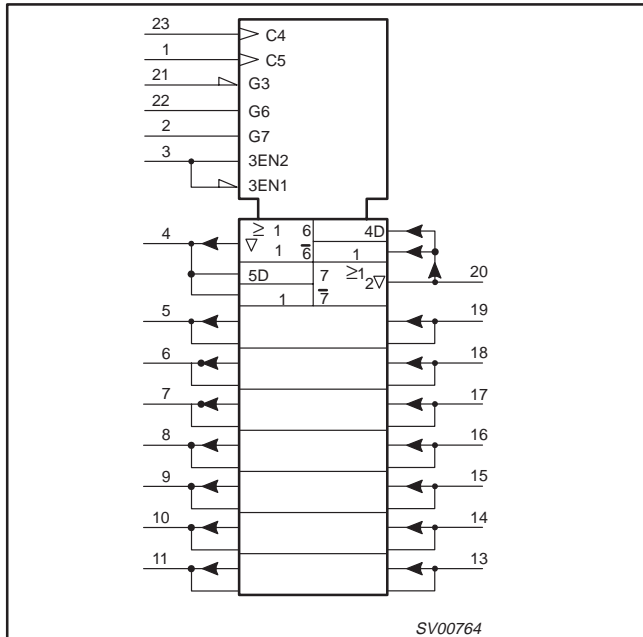 23 C4
1 C5
21 G3
22 G6
2 G7
3 3EN2
3EN1
4 ≥ 1 6 4D
▽ 1 6̅ 1
5D 7 ≥1 2▽ 20
1 7̅
5 19
6 18
7 17
8 16
9 15
10 14
11 13
SV00764